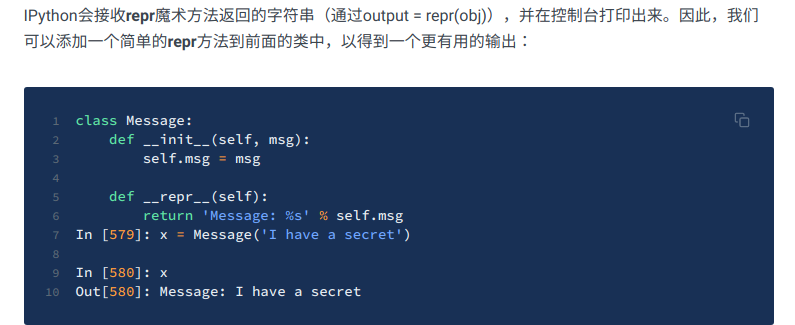 IPython会接收repr魔术方法返回的字符串（通过output = repr(obj)），并在控制台打印出来。因此，我们
可以添加一个简单的repr方法到前面的类中，以得到一个更有用的输出：
1 class Message:
2     def __init__(self, msg):
3         self.msg = msg
4
5     def __repr__(self):
6         return 'Message: %s' % self.msg
7 In [579]: x = Message('I have a secret')
8
9 In [580]: x
10 Out[580]: Message: I have a secret